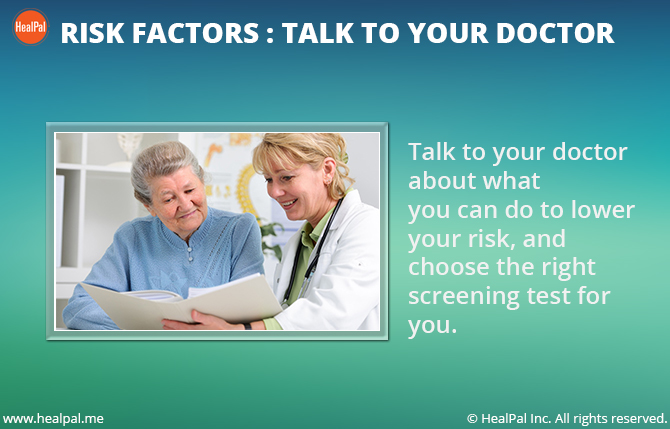 HealPal
RISK FACTORS : TALK TO YOUR DOCTOR
Talk to your doctor
about what
you can do to lower
your risk, and
choose the right
screening test for
you.
www.healpal.me
© HealPal Inc. All rights reserved.